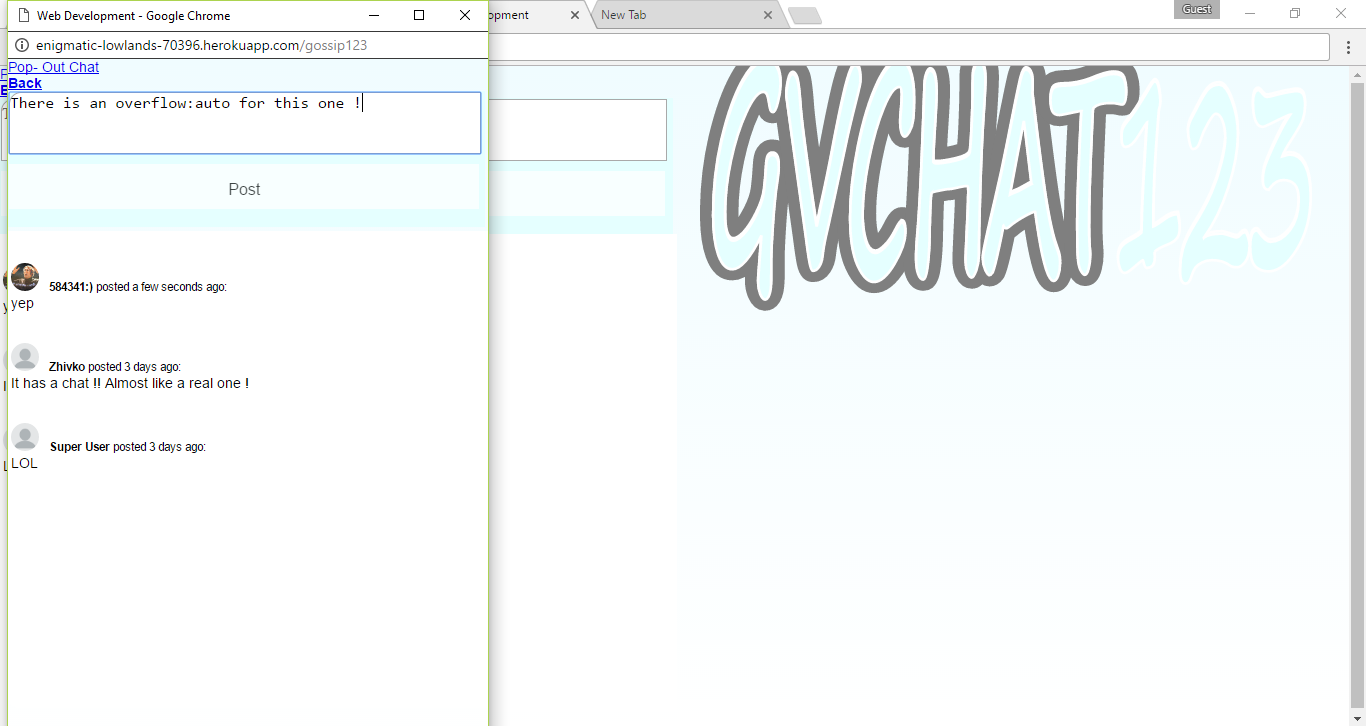 Web Development - Google Chrome
opment
New Tab
Guest
enigmatic-lowlands-70396.herokuapp.com/gossip123
Pop- Out Chat
Back
There is an overflow:auto for this one !
Post
GVCHAT123
584341:) posted a few seconds ago:
yep
Zhivko posted 3 days ago:
It has a chat !! Almost like a real one !
Super User posted 3 days ago:
LOL